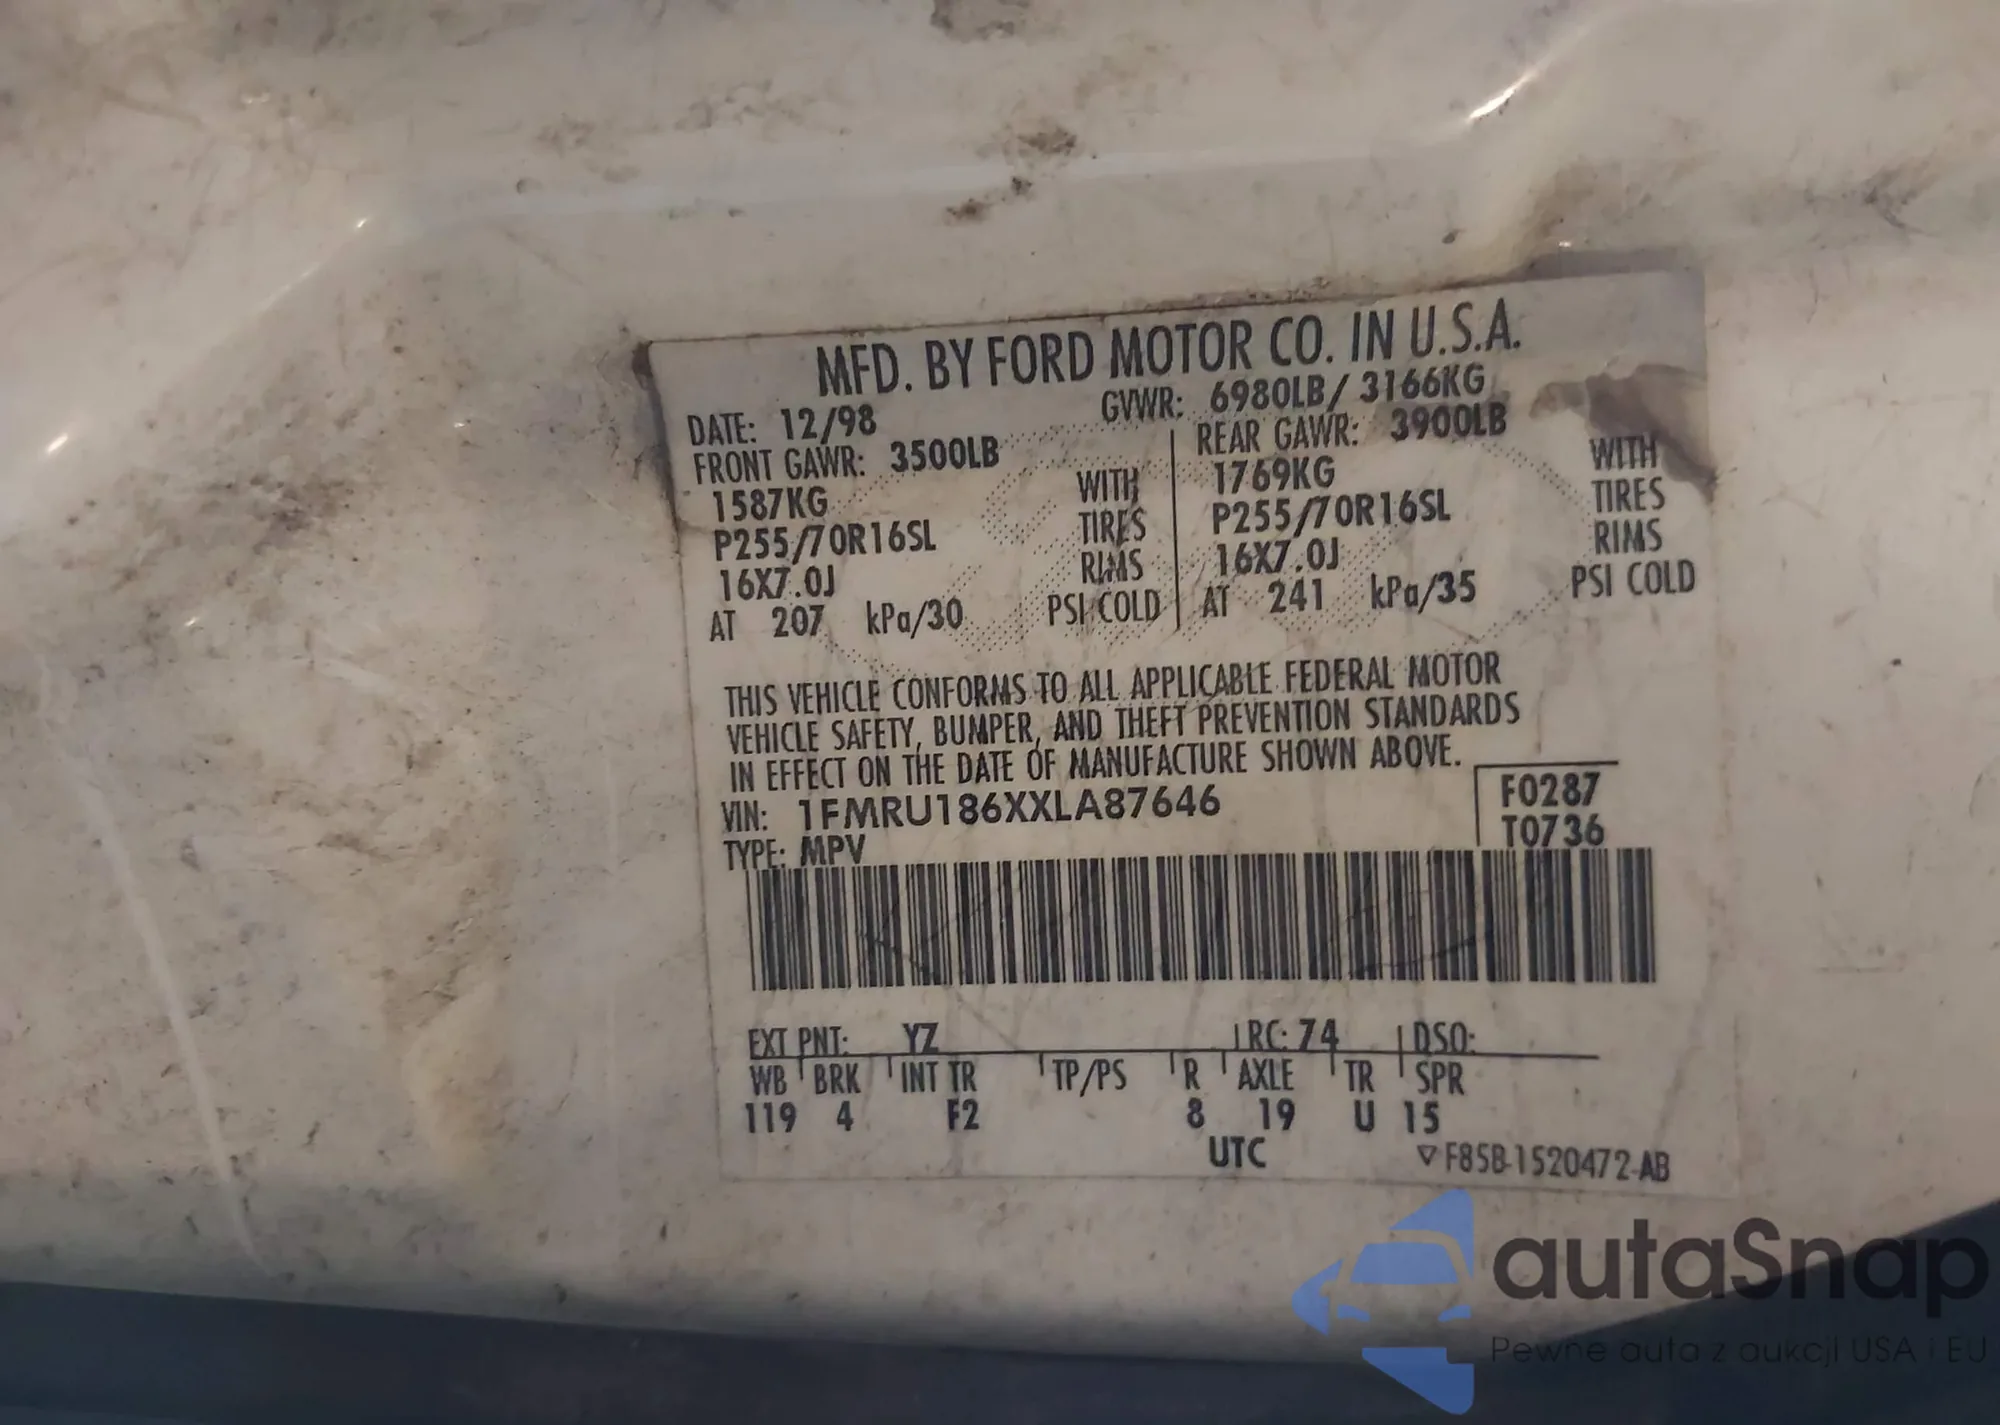 MFD. BY FORD MOTOR CO. IN U.S.A.
DATE: 12/98 GVWR: 6980LB/ 3166KG
FRONT GAWR: 3500LB REAR GAWR: 3900LB
1587KG WITH 1769KG WITH
P255/70R16SL TIRES P255/70R16SL TIRES
16X7.0J RIMS 16X7.0J RIMS
AT 207 kPa/30 PSI COLD AT 241 kPa/35 PSI COLD
THIS VEHICLE CONFORMS TO ALL APPLICABLE FEDERAL MOTOR
VEHICLE SAFETY, BUMPER, AND THEFT PREVENTION STANDARDS
IN EFFECT ON THE DATE OF MANUFACTURE SHOWN ABOVE.
VIN: 1FMRU186XXLA87646 F0287
TYPE: MPV T0736
EXT PNT: YZ RC: 74 DSO:
WB BRK INT TR TP/PS R AXLE TR SPR
119 4 F2 8 19 U 15
UTC F85B-1520472-AB
autaSnap
Pewne auta z aukcji USA i EU